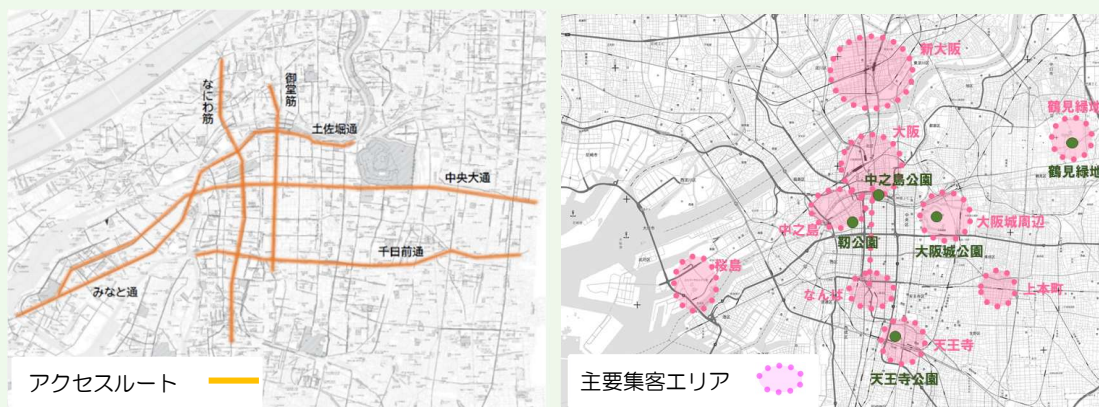 なにわ筋
御堂筋
土佐堀通
中央大通
千日前通
みなと通
アクセスルート
新大阪
鶴見緑地
大阪
鶴見緑地
中之島公園
中之島
靭公園
大阪城周辺
大阪城公園
桜島
なんば
上本町
天王寺
天王寺公園
主要集客エリア